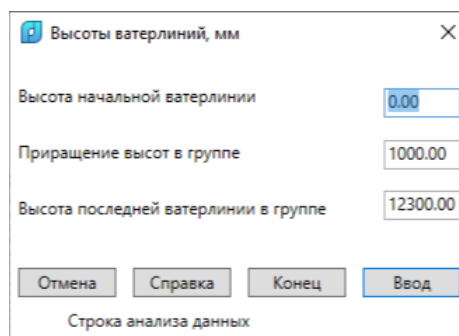 Высоты ватерлиний, мм
Высота начальной ватерлинии 0.00
Приращение высот в группе 1000.00
Высота последней ватерлинии в группе 12300.00
Отмена Справка Конец Ввод
Строка анализа данных